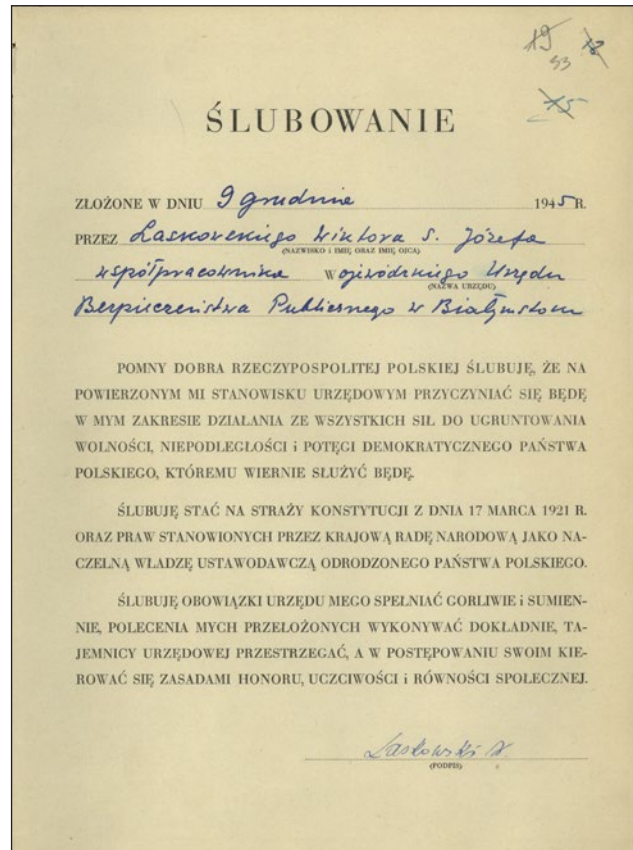 19 18
33
15
ŚLUBOWANIE
ZŁOŻONE W DNIU 9 grudnia 1945 R.
PRZEZ Laskowskiego Wiktora s. Józefa
(NAZWISKO i IMIĘ ORAZ IMIĘ OJCA)
współpracownika Wojewódzkiego Urzędu
(NAZWA URZĘDU)
Bezpieczeństwa Publicznego w Białymstoku
POMNY DOBRA RZECZYPOSPOLITEJ POLSKIEJ ŚLUBUJĘ, ŻE NA
POWIERZONYM MI STANOWISKU URZĘDOWYM PRZYCZYNIAĆ SIĘ BĘDĘ
W MYM ZAKRESIE DZIAŁANIA ZE WSZYSTKICH SIŁ DO UGRUNTOWANIA
WOLNOŚCI, NIEPODLEGŁOŚCI i POTĘGI DEMOKRATYCZNEGO PAŃSTWA
POLSKIEGO, KTÓREMU WIERNIE SŁUŻYĆ BĘDĘ.
ŚLUBUJĘ STAĆ NA STRAŻY KONSTYTUCJI Z DNIA 17 MARCA 1921 R.
ORAZ PRAW STANOWIONYCH PRZEZ KRAJOWĄ RADĘ NARODOWĄ JAKO NA-
CZELNĄ WŁADZĘ USTAWODAWCZĄ ODRODZONEGO PAŃSTWA POLSKIEGO.
ŚLUBUJĘ OBOWIĄZKI URZĘDU MEGO SPEŁNIAĆ GORLIWIE i SUMIEN-
NIE, POLECENIA MYCH PRZEŁOŻONYCH WYKONYWAĆ DOKŁADNIE, TA-
JEMNICY URZĘDOWEJ PRZESTRZEGAĆ, A W POSTĘPOWANIU SWOIM KIE-
ROWAĆ SIĘ ZASADAMI HONORU, UCZCIWOŚCI i RÓWNOŚCI SPOŁECZNEJ.
Laskowski W.
(PODPIS)